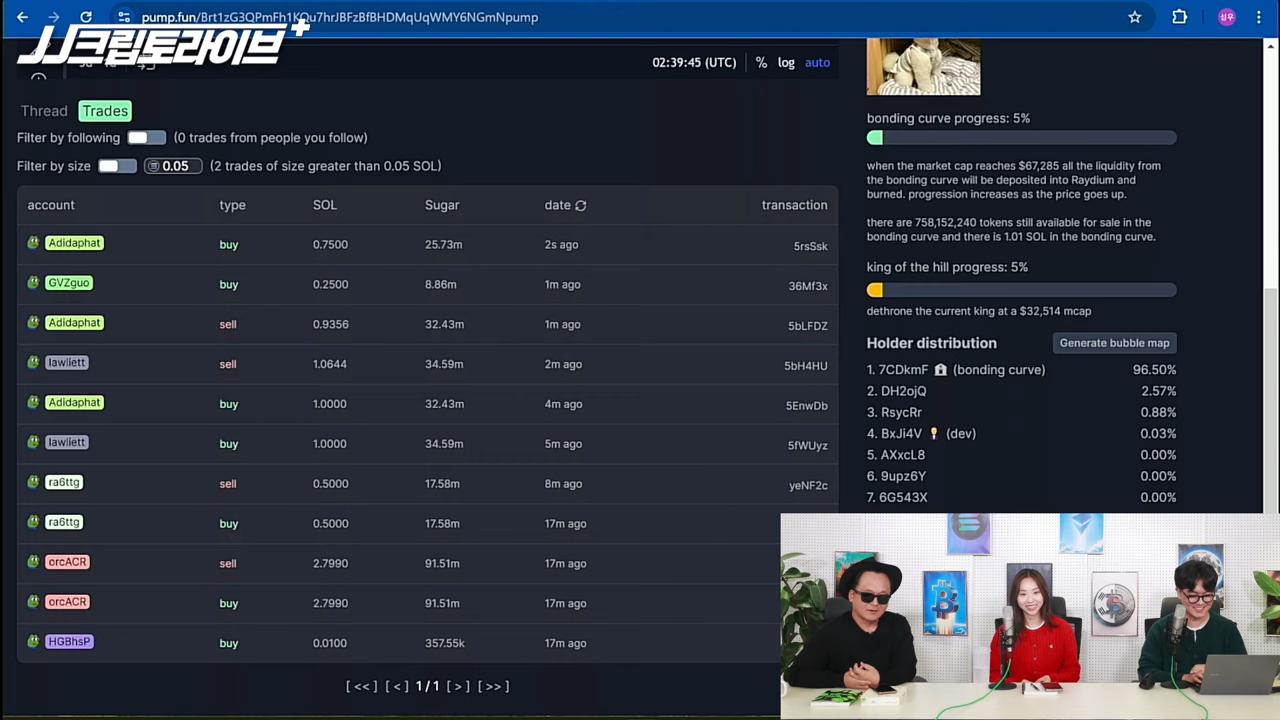 pump.fun/Brt1zG3QPmFh1KQu7hrJBFzBfBHDMqUqWMY6NGmNpump
섬우
JJ크립토라이브+
02:39:45 (UTC) % log auto
Thread Trades
Filter by following (0 trades from people you follow)
Filter by size 0.05 (2 trades of size greater than 0.05 SOL)
account type SOL Sugar date transaction
Adidaphat buy 0.7500 25.73m 2s ago 5rsSsk
GVZguo buy 0.2500 8.86m 1m ago 36Mf3x
Adidaphat sell 0.9356 32.43m 1m ago 5bLFDZ
lawliett sell 1.0644 34.59m 2m ago 5bH4HU
Adidaphat buy 1.0000 32.43m 4m ago 5EnwDb
lawliett buy 1.0000 34.59m 5m ago 5fWUyz
ra6ttg sell 0.5000 17.58m 8m ago yeNF2c
ra6ttg buy 0.5000 17.58m 17m ago
orcACR sell 2.7990 91.51m 17m ago
orcACR buy 2.7990 91.51m 17m ago
HGBhsP buy 0.0100 357.55k 17m ago
[<<] [<] 1/1 [>] [>>]
bonding curve progress: 5%
when the market cap reaches $67,285 all the liquidity from
the bonding curve will be deposited into Raydium and
burned. progression increases as the price goes up.
there are 758,152,240 tokens still available for sale in the
bonding curve and there is 1.01 SOL in the bonding curve.
king of the hill progress: 5%
dethrone the current king at a $32,514 mcap
Holder distribution Generate bubble map
1. 7CDkmF (bonding curve) 96.50%
2. DH2ojQ 2.57%
3. RsycRr 0.88%
4. BxJi4V (dev) 0.03%
5. AXxcL8 0.00%
6. 9upz6Y 0.00%
7. 6G543X 0.00%